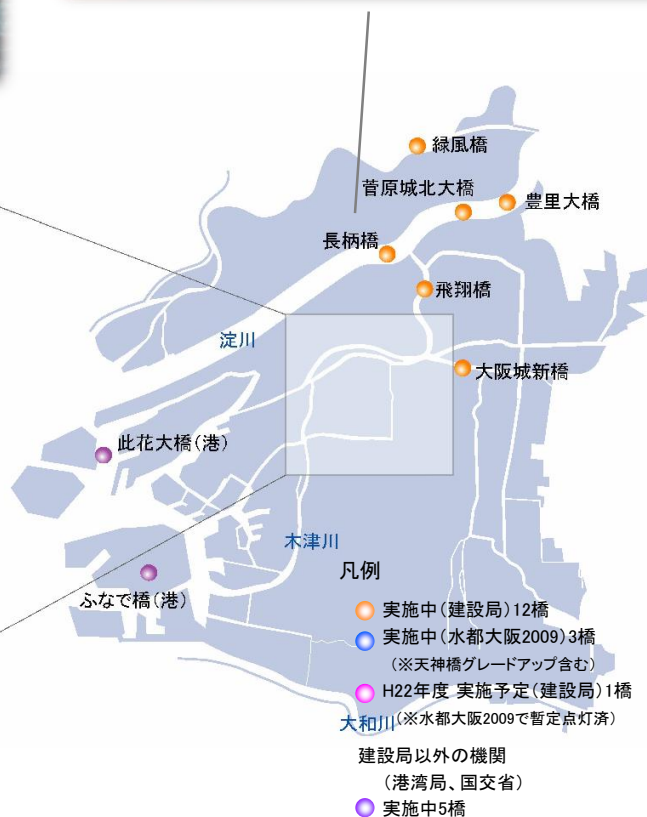 緑風橋
菅原城北大橋
豊里大橋
長柄橋
飛翔橋
淀川
大阪城新橋
此花大橋(港)
木津川
ふなで橋(港)
凡例
実施中(建設局)12橋
実施中(水都大阪2009)3橋
(※天神橋グレードアップ含む)
H22年度 実施予定(建設局)1橋
大和川(※水都大阪2009で暫定点灯済)
建設局以外の機関
(港湾局、国交省)
実施中5橋